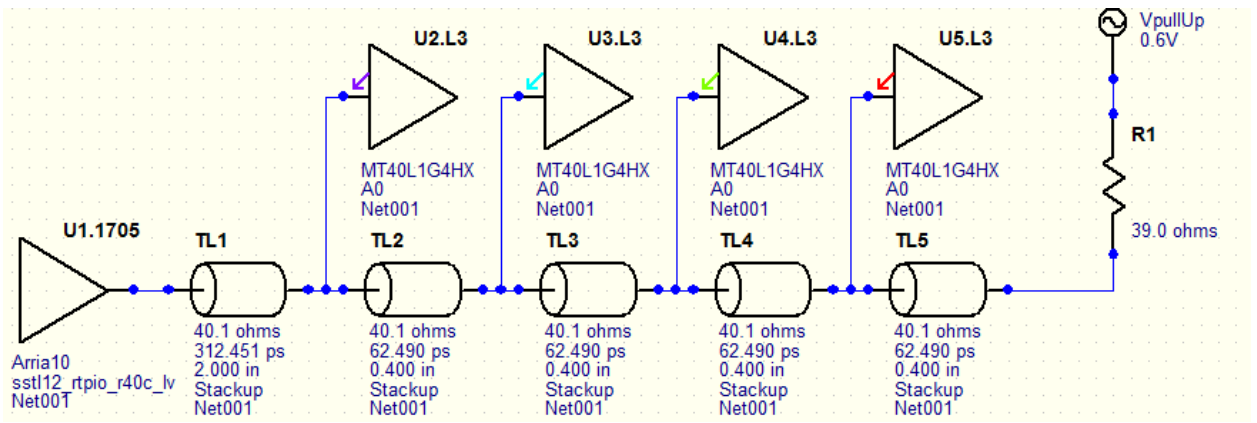 VpullUp
0.6V
U2.L3
U3.L3
U4.L3
U5.L3
R1
MT40L1G4HX
A0
Net001
MT40L1G4HX
A0
Net001
MT40L1G4HX
A0
Net001
MT40L1G4HX
A0
Net001
39.0 ohms
U1.1705
TL1
TL2
TL3
TL4
TL5
Arria10
sstl12_rtpio_r40c_lv
Net001
40.1 ohms
312.451 ps
2.000 in
Stackup
Net001
40.1 ohms
62.490 ps
0.400 in
Stackup
Net001
40.1 ohms
62.490 ps
0.400 in
Stackup
Net001
40.1 ohms
62.490 ps
0.400 in
Stackup
Net001
40.1 ohms
62.490 ps
0.400 in
Stackup
Net001